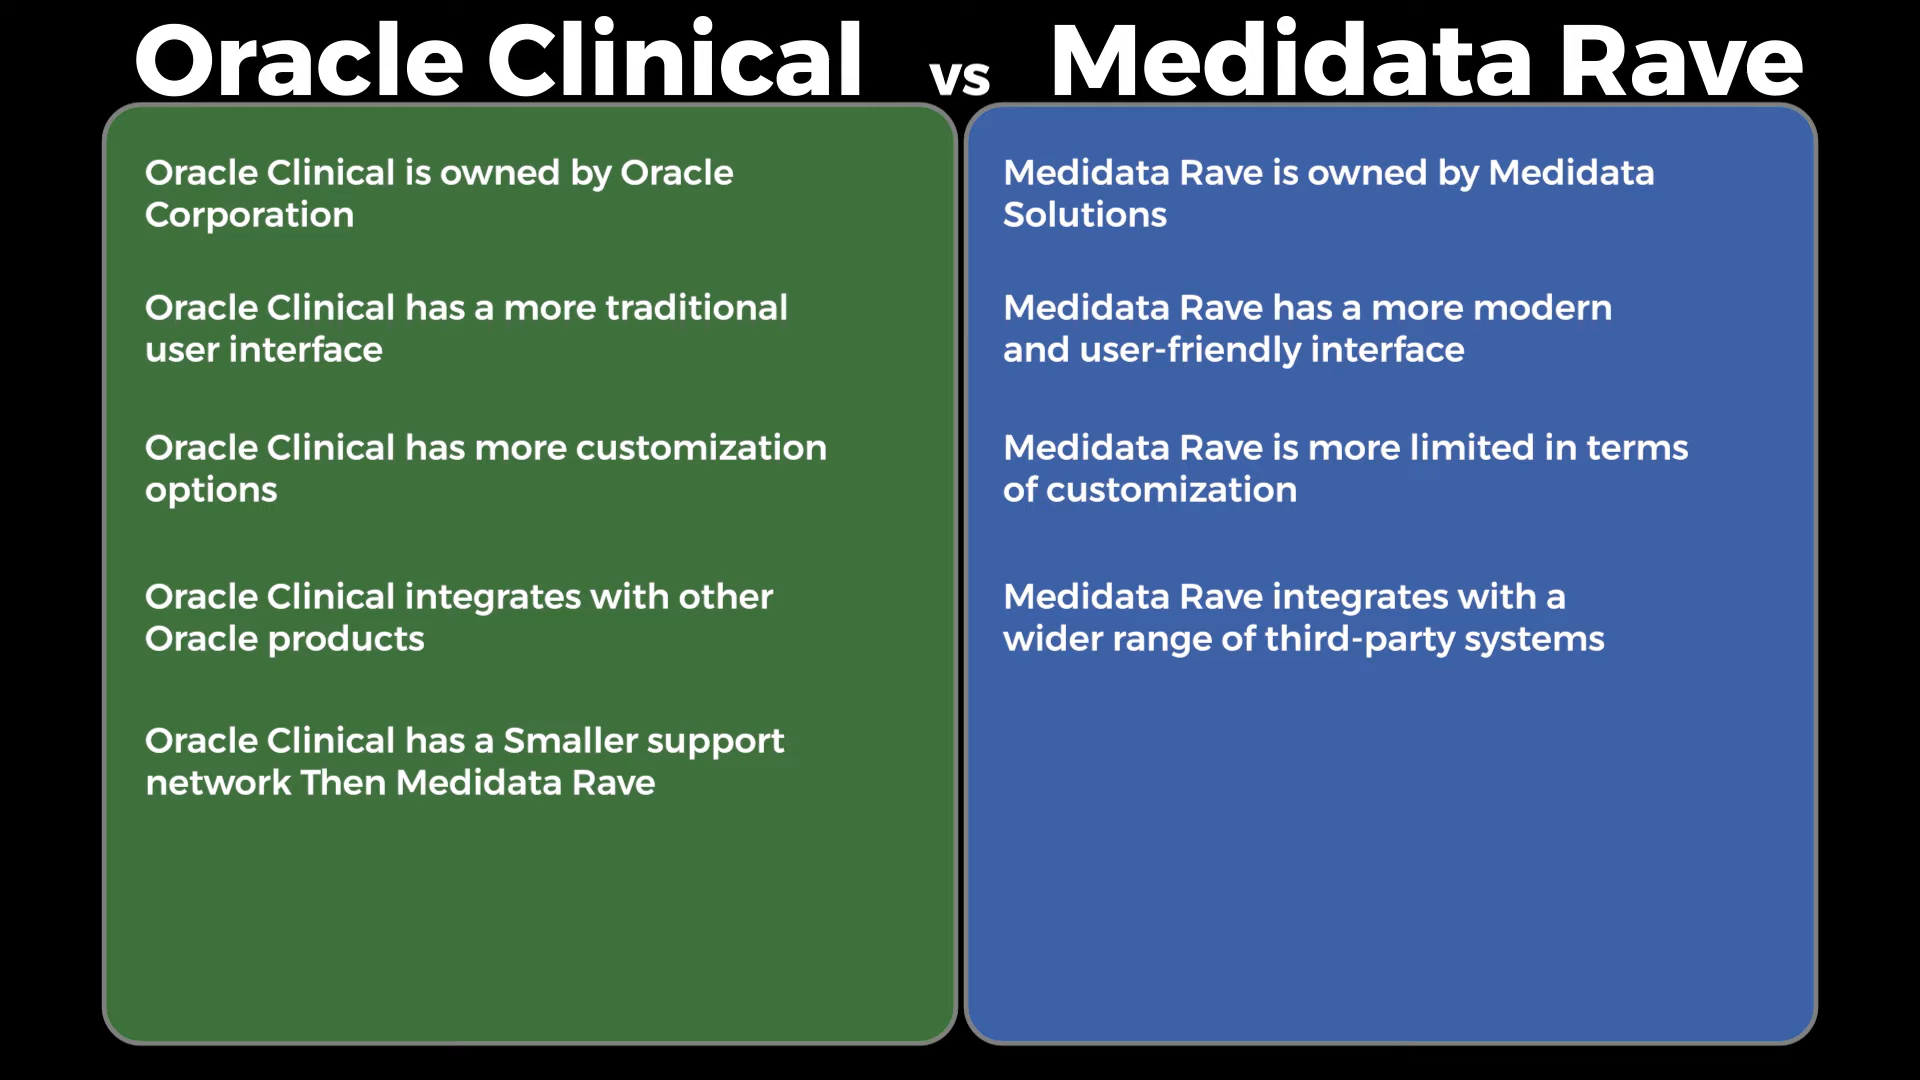 Oracle Clinical vs Medidata Rave
Oracle Clinical is owned by Oracle
Corporation
Oracle Clinical has a more traditional
user interface
Oracle Clinical has more customization
options
Oracle Clinical integrates with other
Oracle products
Oracle Clinical has a Smaller support
network Then Medidata Rave
Medidata Rave is owned by Medidata
Solutions
Medidata Rave has a more modern
and user-friendly interface
Medidata Rave is more limited in terms
of customization
Medidata Rave integrates with a
wider range of third-party systems